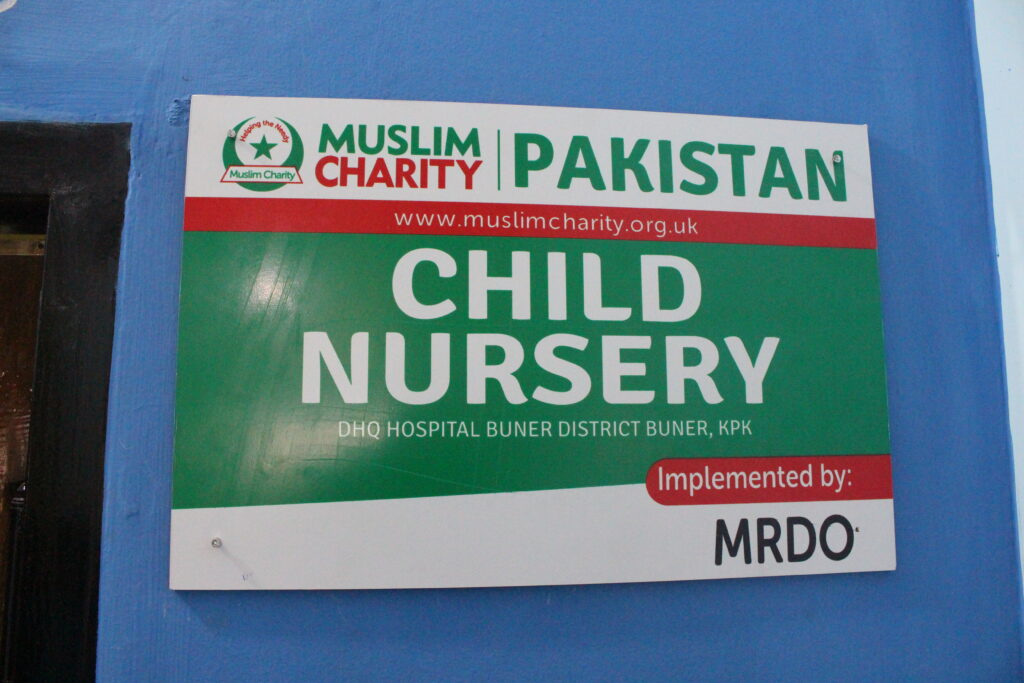 Helping the Needy
Muslim Charity
MUSLIM
CHARITY
PAKISTAN
www.muslimcharity.org.uk
CHILD
NURSERY
DHQ HOSPITAL BUNER DISTRICT BUNER, KPK
Implemented by:
MRDO